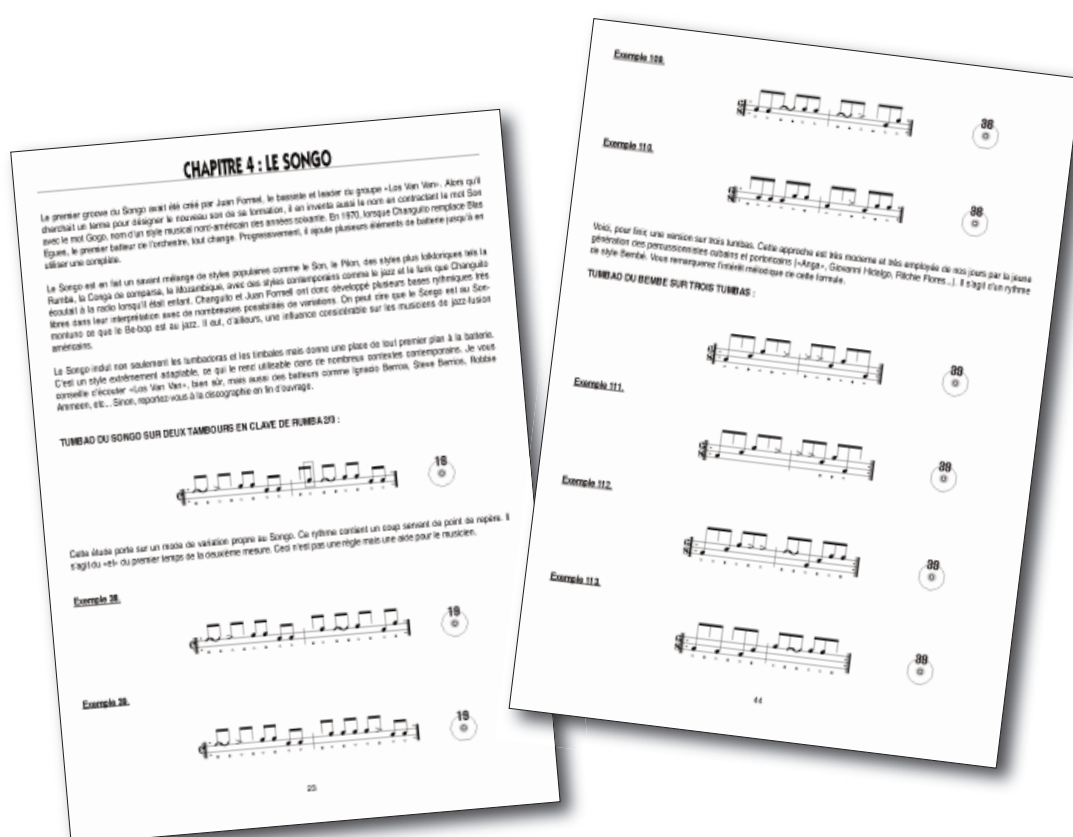 CHAPITRE 4 : LE SONGO
Le premier groove du Songo avait été créé par Juan Formell, le bassiste et leader du groupe «Los Van Van». Alors qu'il
cherchait un terme pour désigner le nouveau son de sa formation, il en inventa aussi le nom en contractant le mot Son
avec le mot Gogo, nom d'un style musical nord-américain des années soixante. En 1970, lorsque Changuito remplace Blas
Egues, le premier batteur de l'orchestre, tout change. Progressivement, il ajoute plusieurs éléments de batterie jusqu'à en
utiliser une complète.
Le Songo est en fait un savant mélange de styles populaires comme le Son, le Pilon, des styles plus folkloriques tels la
Rumba, la Conga de comparsa, le Mozambique, avec des styles contemporains comme le jazz et le funk que Changuito
écoutait à la radio lorsqu'il était enfant. Changuito et Juan Formell ont donc développé plusieurs bases rythmiques très
libres dans leur interprétation avec de nombreuses possibilités de variations. On peut dire que le Songo est au Son-
montuno ce que le Be-bop est au jazz. Il eut, d'ailleurs, une influence considérable sur les musiciens de jazz-fusion
américains.
Le Songo inclut non seulement les tumbadoras et les timbales mais donne une place de tout premier plan à la batterie.
C'est un style extrêmement adaptable, ce qui le rend utilisable dans de nombreux contextes contemporains. Je vous
conseille d'écouter «Los Van Van», bien sûr, mais aussi des batteurs comme Ignacio Berroa, Steve Berrios, Robbie
Ameen, etc... Sinon, reportez-vous à la discographie en fin d'ouvrage.
TUMBAO DU SONGO SUR DEUX TAMBOURS EN CLAVE DE RUMBA 2/3 :
18
Cette étude porte sur un mode de variation propre au Songo. Ce rythme contient un coup servant de point de repère. Il
s'agit du «et» du premier temps de la deuxième mesure. Ceci n'est pas une règle mais une aide pour le musicien.
Exemple 38.
19
Exemple 39.
19
Exemple 109.
38
Exemple 110.
38
Voici, pour finir, une version sur trois tumbas. Cette approche est très moderne et très employée de nos jours par la jeune
génération des percussionnistes cubains et portoricains («Anga», Giovanni Hidalgo, Ritchie Flores...). Il s'agit d'un rythme
de style Bembé. Vous remarquerez l'intérêt mélodique de cette formule.
TUMBAO DU BEMBE SUR TROIS TUMBAS :
39
Exemple 111.
39
Exemple 112.
39
Exemple 113.
39
44